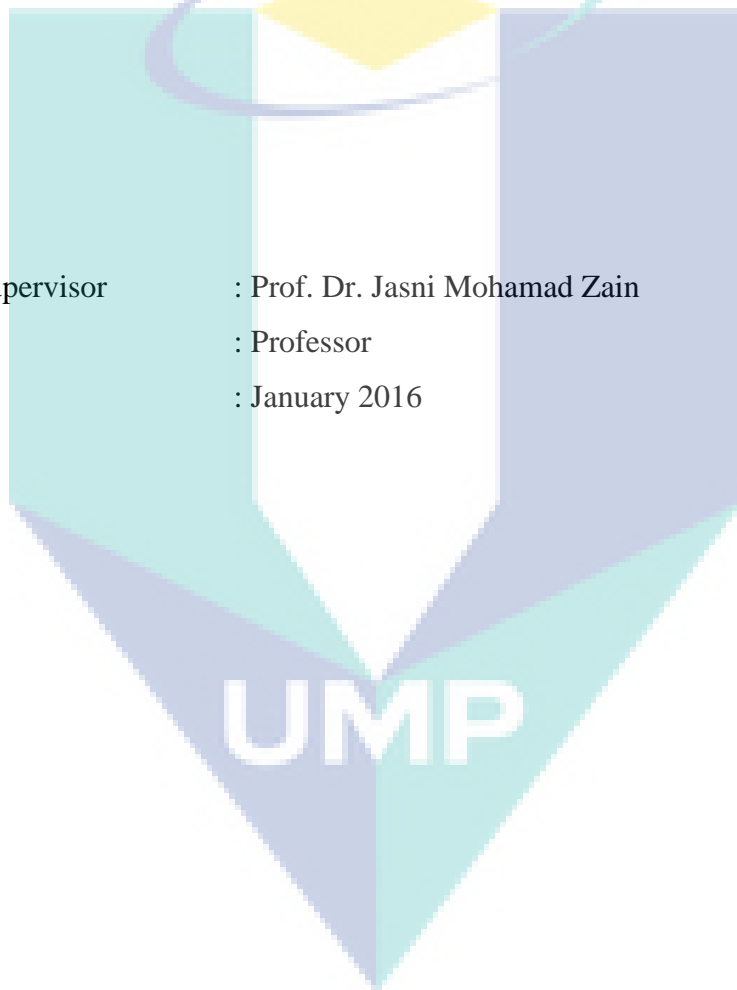 pervisor : Prof. Dr. Jasni Mohamad Zain
: Professor
: January 2016
UMP